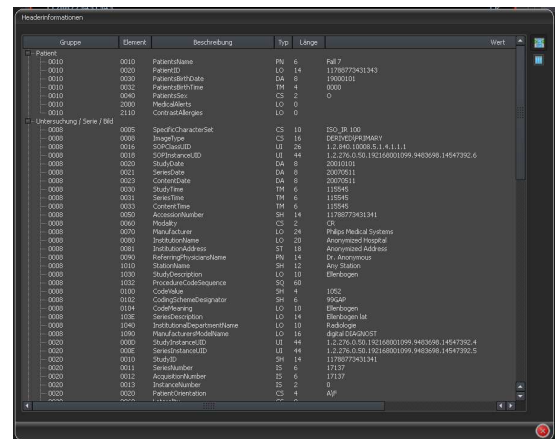 Headerinformationen
Gruppe Element Beschreibung Typ Länge Wert
Patient
0010 0010 PatientsName PN 6 Fall 7
0010 0020 PatientID LO 14 11788773431343
0010 0030 PatientsBirthDate DA 8 19000101
0010 0032 PatientsBirthTime TM 4 0000
0010 0040 PatientsSex CS 2 O
0010 2000 MedicalAlerts LO 0
0010 2110 ContrastAllergies LO 0
Untersuchung / Serie / Bild
0008 0005 SpecificCharacterSet CS 10 ISO_IR 100
0008 0008 ImageType CS 16 DERIVED\PRIMARY
0008 0016 SOPClassUID UI 26 1.2.840.10008.5.1.4.1.1.1
0008 0018 SOPInstanceUID UI 44 1.2.276.0.50.192168001099.9483698.14547392.6
0008 0020 StudyDate DA 8 20010101
0008 0021 SeriesDate DA 8 20070511
0008 0023 ContentDate DA 8 20070511
0008 0030 StudyTime TM 6 115545
0008 0031 SeriesTime TM 6 115545
0008 0033 ContentTime TM 6 115545
0008 0050 AccessionNumber SH 14 11788773431341
0008 0060 Modality CS 2 CR
0008 0070 Manufacturer LO 24 Philips Medical Systems
0008 0080 InstitutionName LO 20 Anonymized Hospital
0008 0081 InstitutionAddress ST 18 Anonymized Address
0008 0090 ReferringPhysiciansName PN 14 Dr. Anonymous
0008 1010 StationName SH 12 Any Station
0008 1030 StudyDescription LO 10 Ellenbogen
0008 1032 ProcedureCodeSequence SQ 60
0008 0100 CodeValue SH 4 1052
0008 0102 CodingSchemeDesignator SH 6 99GAP
0008 0104 CodeMeaning LO 10 Ellenbogen
0008 103E SeriesDescription LO 14 Ellenbogen lat
0008 1040 InstitutionalDepartmentName LO 10 Radiologie
0008 1090 ManufacturersModelName LO 16 digital DIAGNOST
0020 000D StudyInstanceUID UI 44 1.2.276.0.50.192168001099.9483698.14547392.4
0020 000E SeriesInstanceUID UI 44 1.2.276.0.50.192168001099.9483698.14547392.5
0020 0010 StudyID SH 14 11788773431341
0020 0011 SeriesNumber IS 6 17137
0020 0012 AcquisitionNumber IS 6 17137
0020 0013 InstanceNumber IS 2 0
0020 0020 PatientOrientation CS 4 A\F